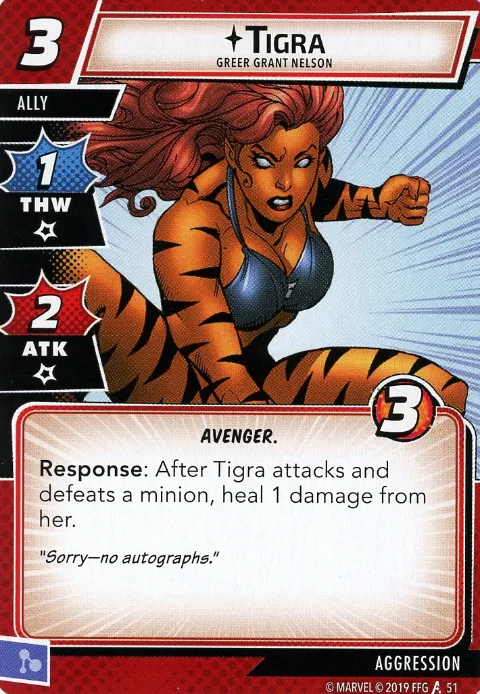 3
Tigra
GREER GRANT NELSON
ALLY
1
THW
2
ATK
3
AVENGER.
Response: After Tigra attacks and
defeats a minion, heal 1 damage from
her.
"Sorry—no autographs."
AGGRESSION
© MARVEL © 2019 FFG 51